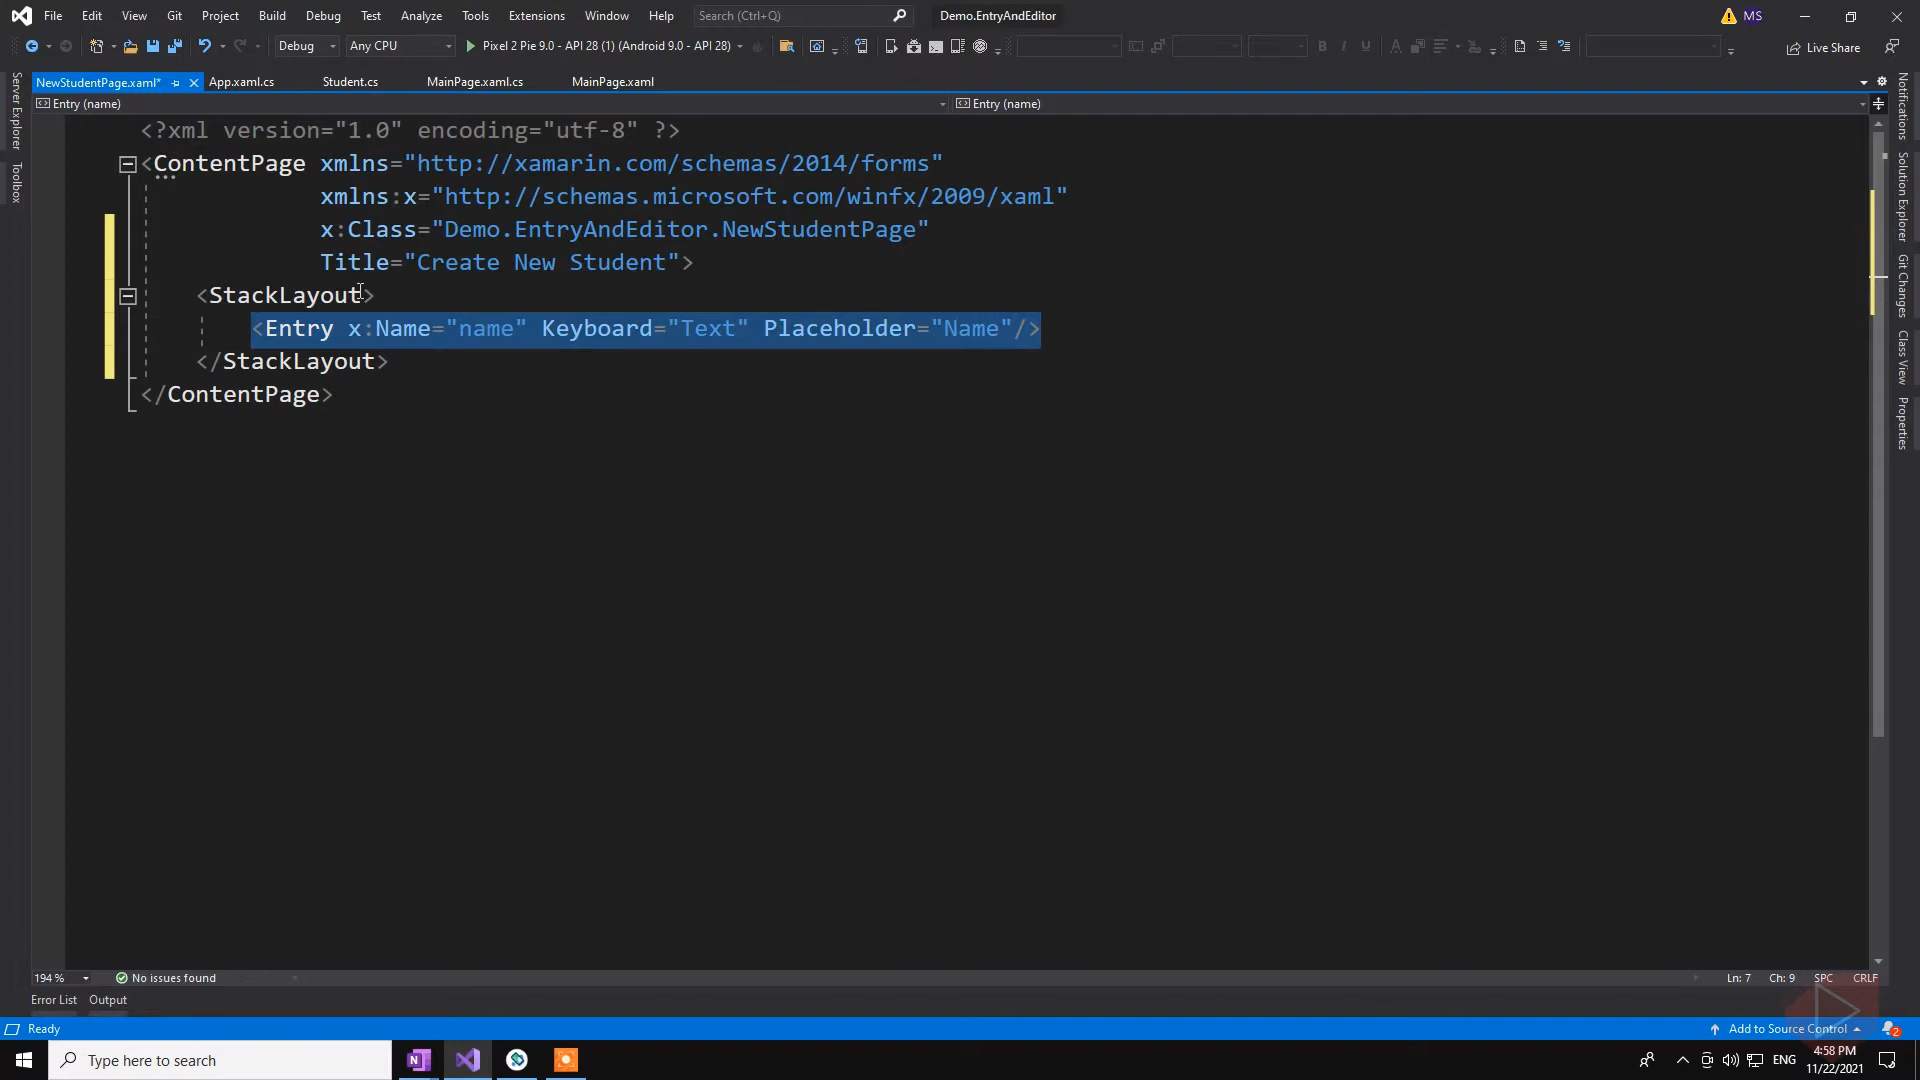 File Edit View Git Project Build Debug Test Analyze Tools Extensions Window Help Search (Ctrl+Q) Demo.EntryAndEditor MS
Debug Any CPU Pixel 2 Pie 9.0 - API 28 (1) (Android 9.0 - API 28) Live Share
NewStudentPage.xaml* App.xaml.cs Student.cs MainPage.xaml.cs MainPage.xaml
Entry (name) Entry (name)
<?xml version="1.0" encoding="utf-8" ?>
<ContentPage xmlns="http://xamarin.com/schemas/2014/forms"
xmlns:x="http://schemas.microsoft.com/winfx/2009/xaml"
x:Class="Demo.EntryAndEditor.NewStudentPage"
Title="Create New Student">
<StackLayout>
<Entry x:Name="name" Keyboard="Text" Placeholder="Name"/>
</StackLayout>
</ContentPage>
Server Explorer
Toolbox
Notifications
Solution Explorer
Git Changes
Class View
Properties
194 % No issues found Ln: 7 Ch: 9 SPC CRLF
Error List Output
Ready Add to Source Control 2
Type here to search ENG 4:58 PM
11/22/2021